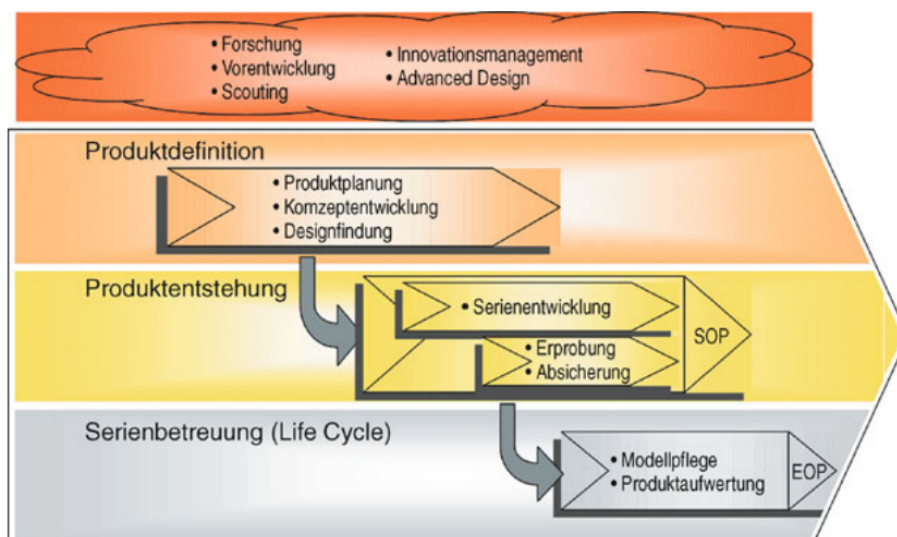 • Forschung
• Vorentwicklung
• Scouting
• Innovationsmanagement
• Advanced Design
Produktdefinition
• Produktplanung
• Komzeptentwicklung
• Designfindung
Produktentstehung
• Serienentwicklung
• Erprobung
• Absicherung
SOP
Serienbetreuung (Life Cycle)
• Modellpflege
• Produktaufwertung
EOP